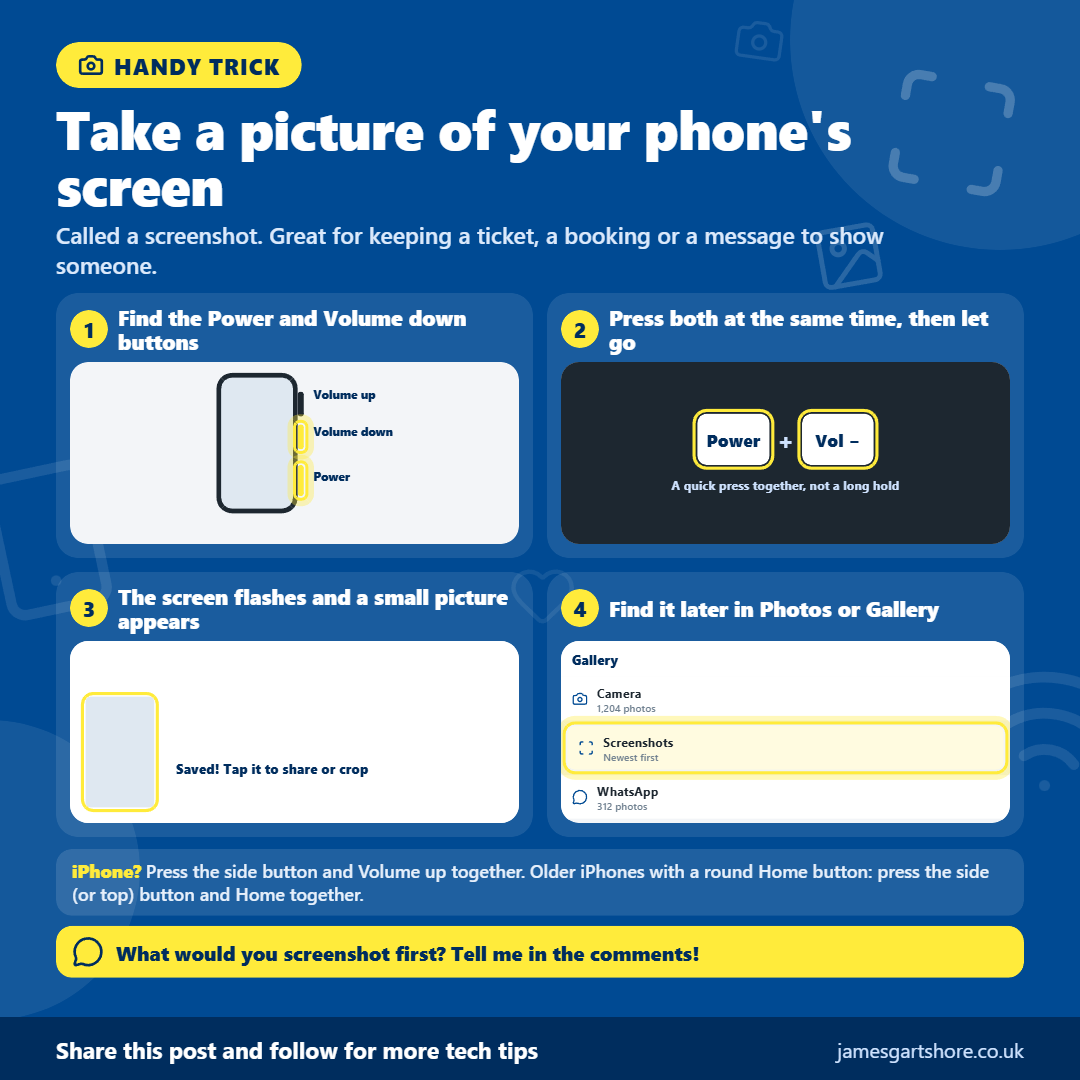 HANDY TRICK
Take a picture of your phone's
screen
Called a screenshot. Great for keeping a ticket, a booking or a message to show
someone.
1
Find the Power and Volume down
buttons
Volume up
Volume down
Power
2
Press both at the same time, then let
go
Power + Vol –
A quick press together, not a long hold
3
The screen flashes and a small picture
appears
Saved! Tap it to share or crop
4
Find it later in Photos or Gallery
Gallery
Camera
1,204 photos
Screenshots
Newest first
WhatsApp
312 photos
iPhone? Press the side button and Volume up together. Older iPhones with a round Home button: press the side
(or top) button and Home together.
What would you screenshot first? Tell me in the comments!
Share this post and follow for more tech tips
jamesgartshore.co.uk